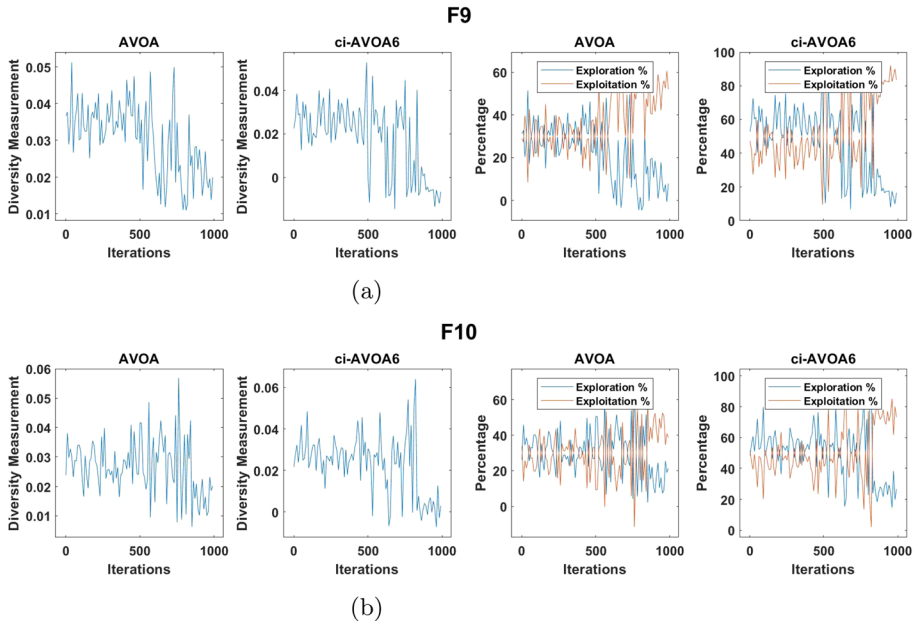 F9
AVOA
Diversity Measurement
0.05
0.04
0.03
0.02
0.01
0
500
1000
Iterations
ci-AVOA6
Diversity Measurement
0.04
0.02
0
0
500
1000
Iterations
AVOA
Percentage
60
40
20
0
Exploration %
Exploitation %
0
500
1000
Iterations
ci-AVOA6
Percentage
100
80
60
40
20
0
Exploration %
Exploitation %
0
500
1000
Iterations
(a)
F10
AVOA
Diversity Measurement
0.06
0.05
0.04
0.03
0.02
0.01
0
500
1000
Iterations
ci-AVOA6
Diversity Measurement
0.06
0.04
0.02
0
0
500
1000
Iterations
AVOA
Percentage
60
40
20
0
Exploration %
Exploitation %
0
500
1000
Iterations
ci-AVOA6
Percentage
100
80
60
40
20
0
Exploration %
Exploitation %
0
500
1000
Iterations
(b)